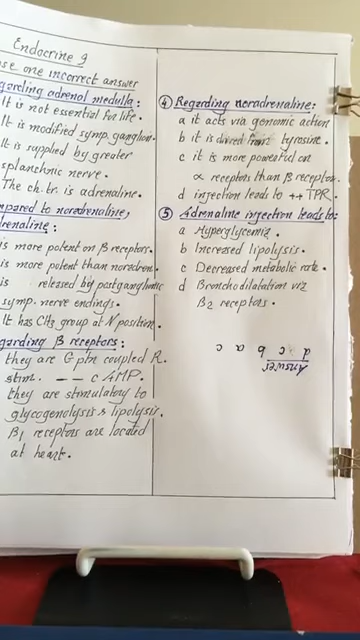 Endocrine 9
se one incorrect answer
garding adrenal medulla:
It is not essential for life.
It is modified symp. ganglion.
It is supplied by greater
splanchnic nerve.
The ch. tr. is adrenaline.
mpared to noradrenaline,
drenaline:
is more potent on β receptors.
is more potent than noradren.
is released by postganglionic
symp. nerve endings.
It has CH3 group at N position.
garding β receptors:
they are G ptn coupled R.
stim. — — c AMP.
they are stimulatory to
glycogenolysis & lipolysis.
β1 receptors are located
at heart.
④ Regarding noradrenaline:
a it acts via genomic action
b it is derived from tyrosine.
c it is more powerful on
α receptors than β receptors.
d injection leads to ++ TPR.
⑤ Adrenaline injection leads to:
a Hyperglycemia.
b Increased lipolysis.
c Decreased metabolic rate.
d Bronchodilatation via
β2 receptors.
Answer
d c b a c